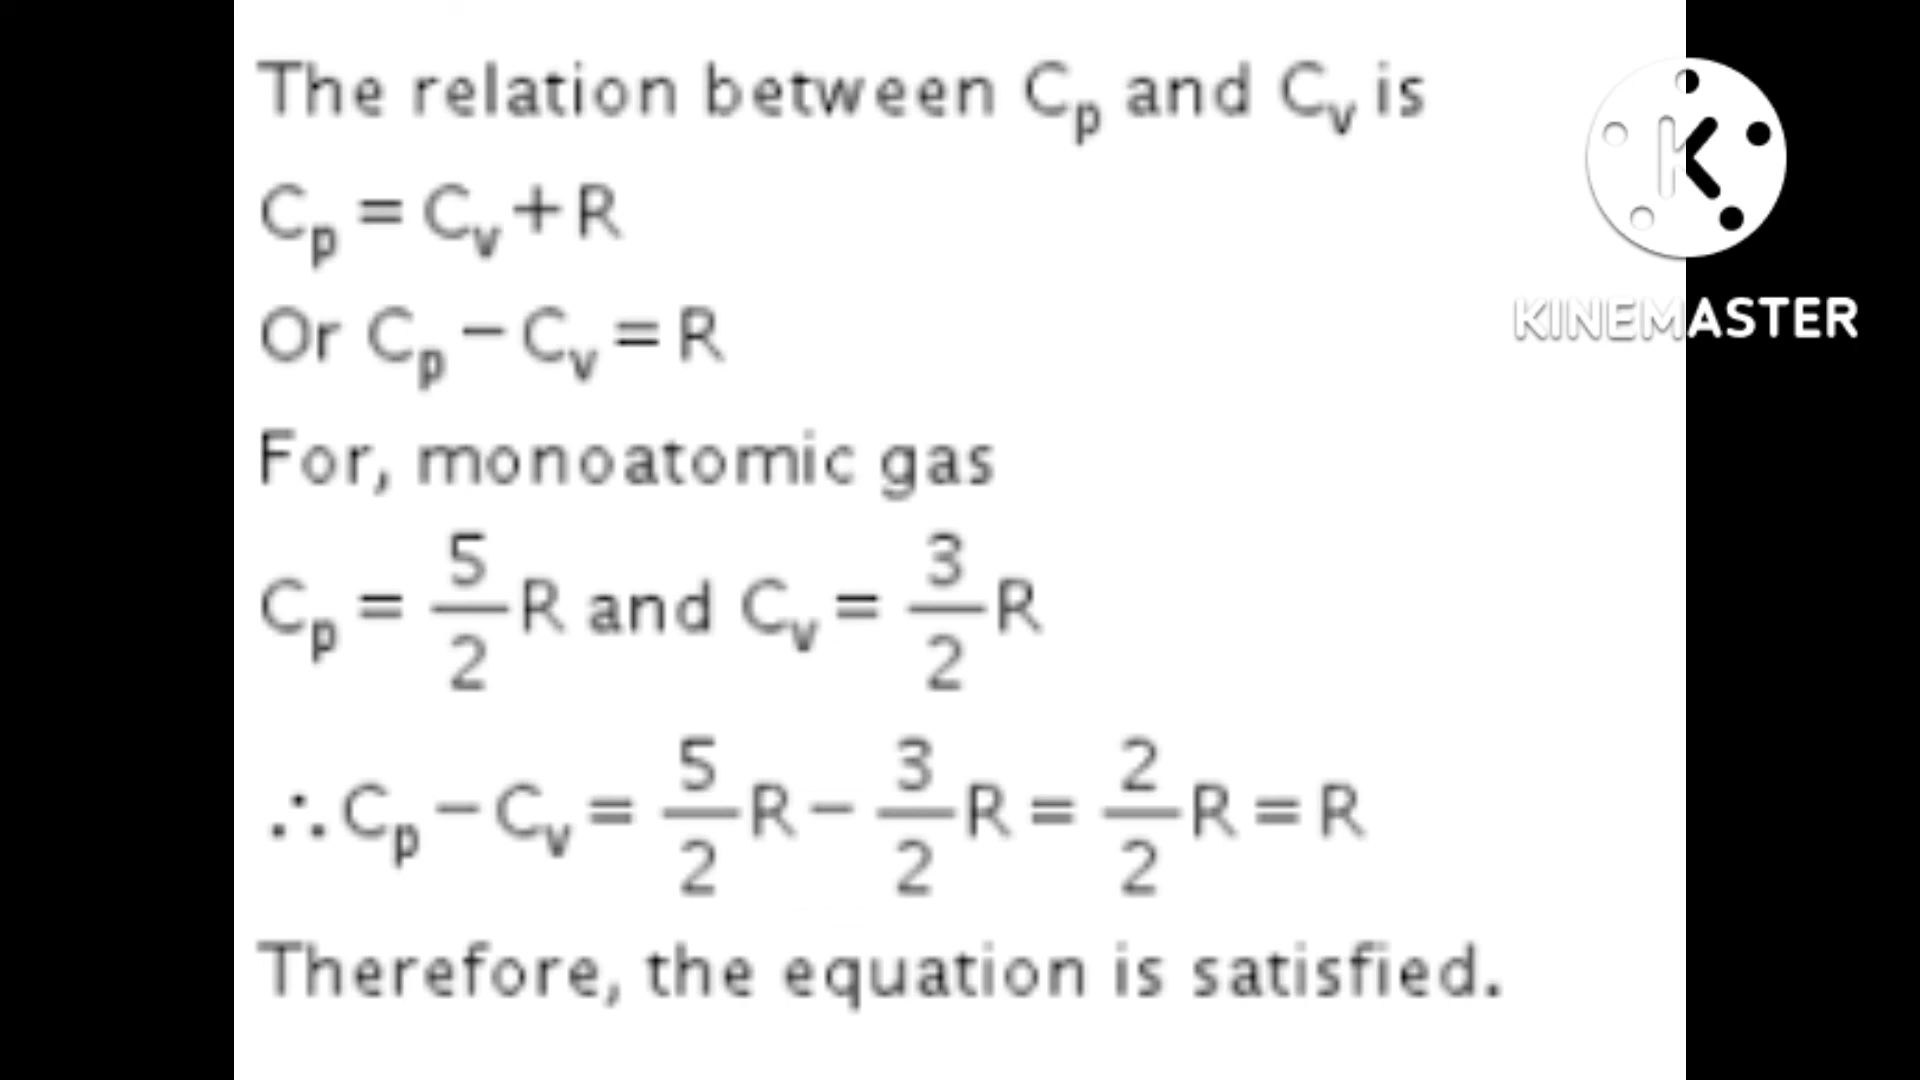 The relation between Cp and Cv is
Cp = Cv + R
Or Cp − Cv = R
For, monoatomic gas
Cp = 5/2 R and Cv = 3/2 R
∴ Cp − Cv = 5/2 R − 3/2 R = 2/2 R = R
Therefore, the equation is satisfied.
K
KINEMASTER